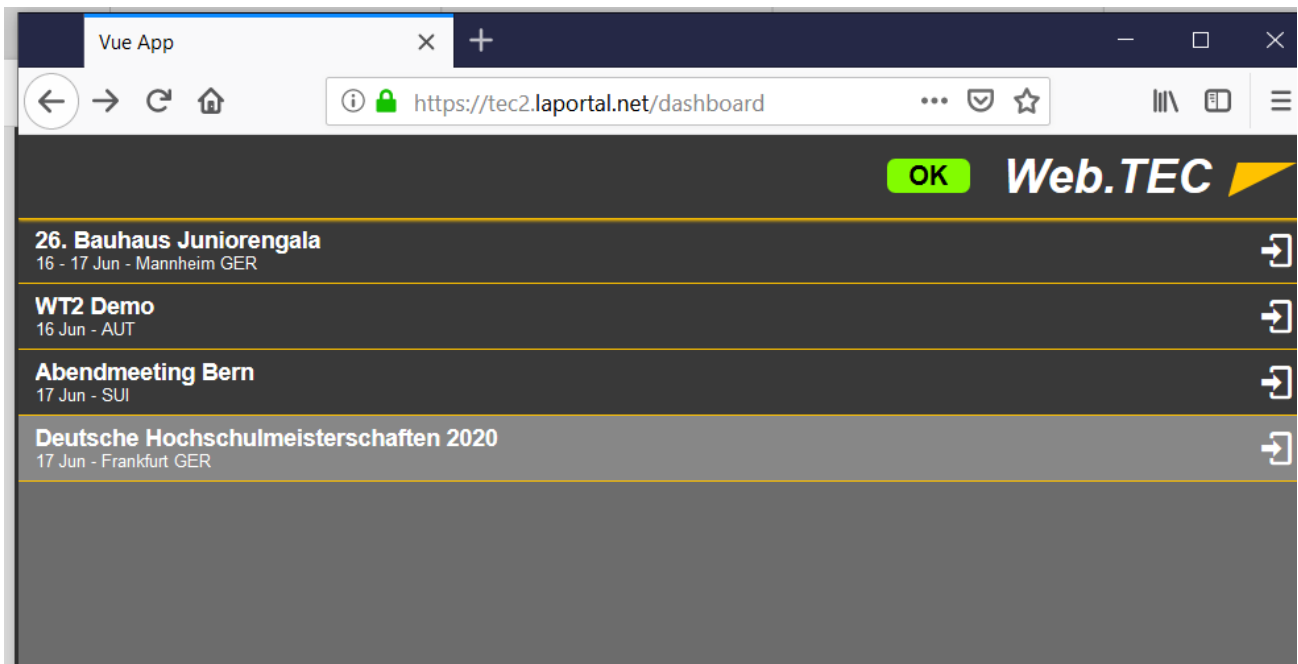 Vue App
https://tec2.laportal.net/dashboard
OK Web.TEC
26. Bauhaus Juniorengala
16 - 17 Jun - Mannheim GER
WT2 Demo
16 Jun - AUT
Abendmeeting Bern
17 Jun - SUI
Deutsche Hochschulmeisterschaften 2020
17 Jun - Frankfurt GER